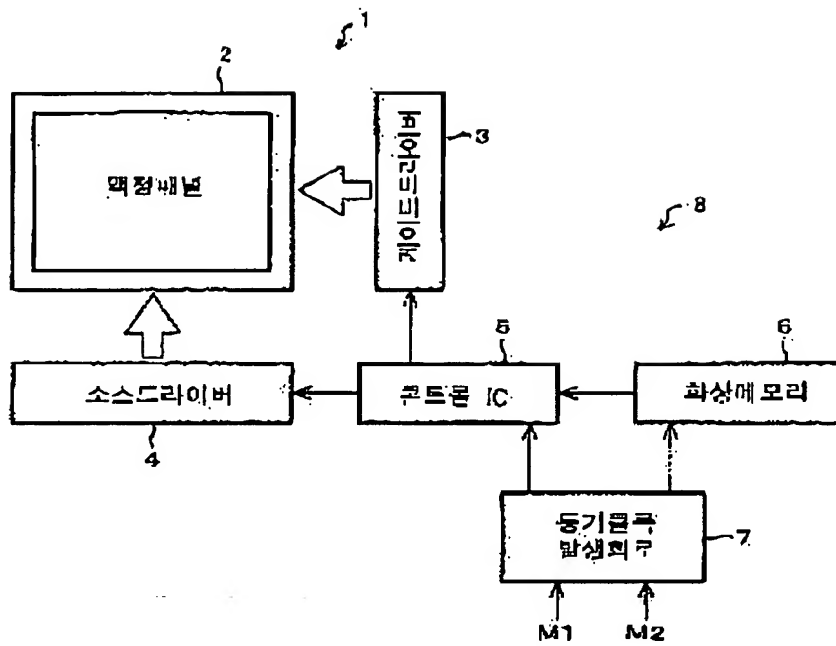 1
2
액정패널
게이트드라이버
3
8
소스드라이버
4
콘트롤 IC
5
화상메모리
6
동기클록
발생회로
7
M1
M2